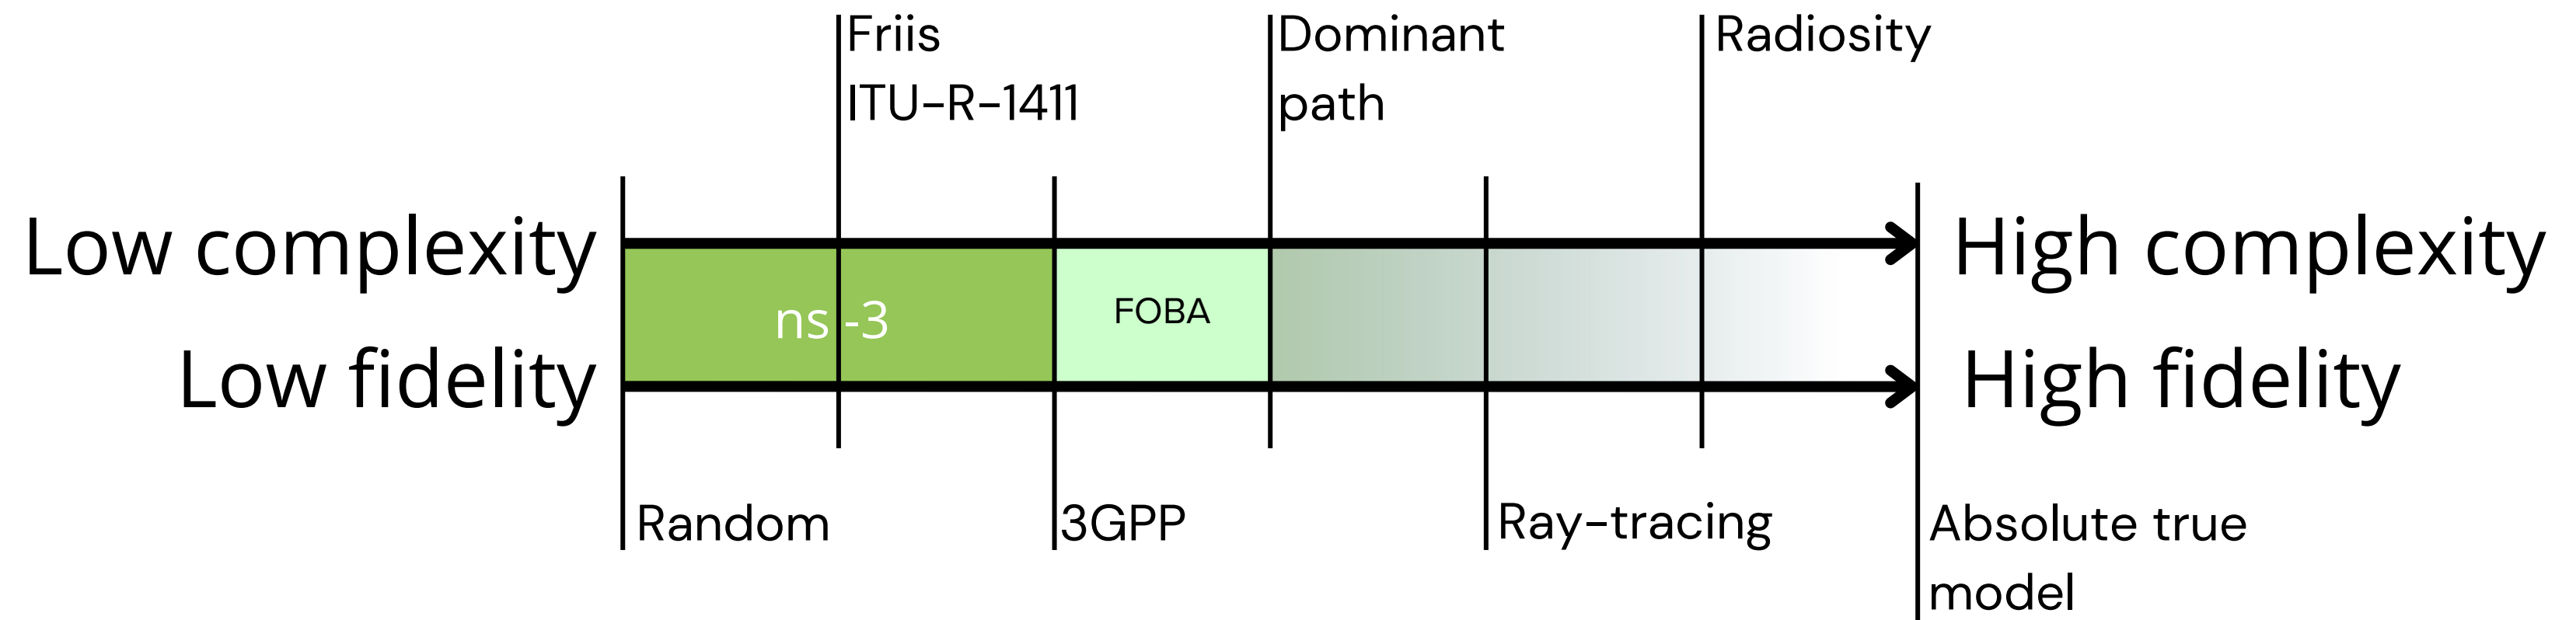 Friis
ITU-R-1411
Dominant
path
Radiosity
Low complexity
High complexity
ns -3
FOBA
Low fidelity
High fidelity
Random
3GPP
Ray-tracing
Absolute true
model